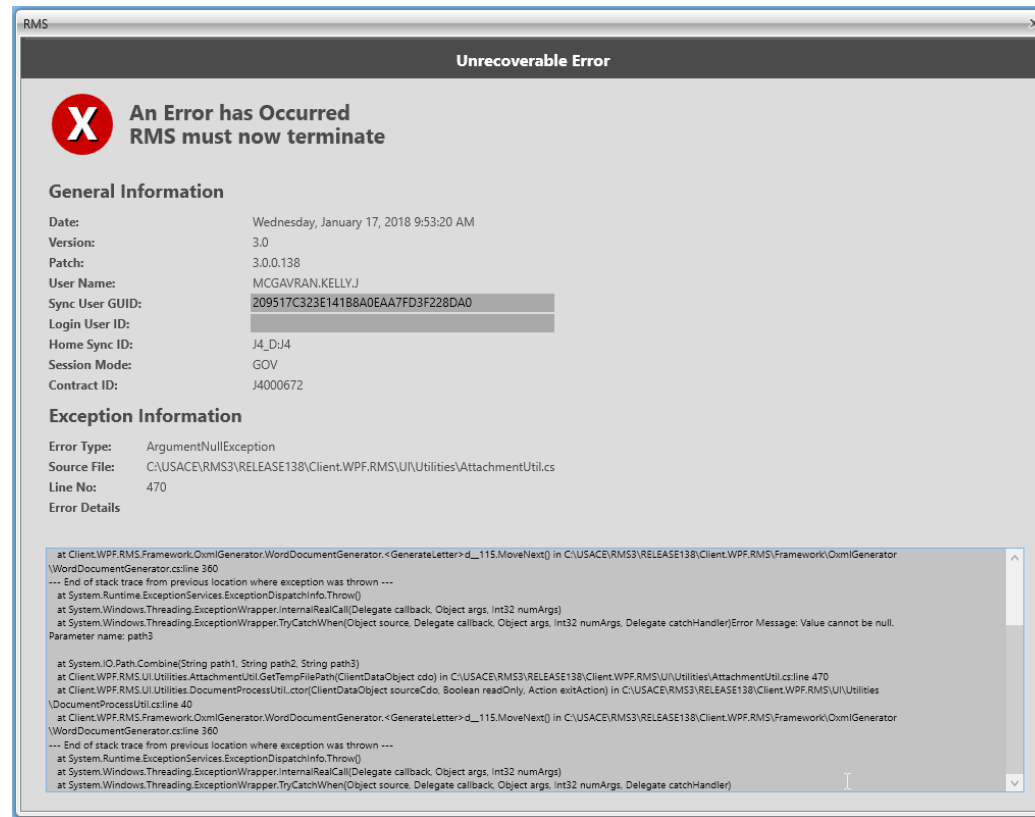 RMS
Unrecoverable Error
An Error has Occurred
RMS must now terminate
General Information
Date: Wednesday, January 17, 2018 9:53:20 AM
Version: 3.0
Patch: 3.0.0.138
User Name: MCGAVRAN.KELLY.J
Sync User GUID: 209517C323E141B8A0EAA7FD3F228DA0
Login User ID:
Home Sync ID: J4_D:J4
Session Mode: GOV
Contract ID: J4000672
Exception Information
Error Type: ArgumentNullException
Source File: C:\USACE\RMS3\RELEASE138\Client.WPF.RMS\UI\Utilities\AttachmentUtil.cs
Line No: 470
Error Details
at Client.WPF.RMS.Framework.OxmlGenerator.WordDocumentGenerator.<GenerateLetter>d__115.MoveNext() in C:\USACE\RMS3\RELEASE138\Client.WPF.RMS\Framework\OxmlGenerator
\WordDocumentGenerator.cs:line 360
--- End of stack trace from previous location where exception was thrown ---
at System.Runtime.ExceptionServices.ExceptionDispatchInfo.Throw()
at System.Windows.Threading.ExceptionWrapper.InternalRealCall(Delegate callback, Object args, Int32 numArgs)
at System.Windows.Threading.ExceptionWrapper.TryCatchWhen(Object source, Delegate callback, Object args, Int32 numArgs, Delegate catchHandler)Error Message: Value cannot be null.
Parameter name: path3
at System.IO.Path.Combine(String path1, String path2, String path3)
at Client.WPF.RMS.UI.Utilities.AttachmentUtil.GetTempFilePath(ClientDataObject cdo) in C:\USACE\RMS3\RELEASE138\Client.WPF.RMS\UI\Utilities\AttachmentUtil.cs:line 470
at Client.WPF.RMS.UI.Utilities.DocumentProcessUtil..ctor(ClientDataObject sourceCdo, Boolean readOnly, Action exitAction) in C:\USACE\RMS3\RELEASE138\Client.WPF.RMS\UI\Utilities
\DocumentProcessUtil.cs:line 40
at Client.WPF.RMS.Framework.OxmlGenerator.WordDocumentGenerator.<GenerateLetter>d__115.MoveNext() in C:\USACE\RMS3\RELEASE138\Client.WPF.RMS\Framework\OxmlGenerator
\WordDocumentGenerator.cs:line 360
--- End of stack trace from previous location where exception was thrown ---
at System.Runtime.ExceptionServices.ExceptionDispatchInfo.Throw()
at System.Windows.Threading.ExceptionWrapper.InternalRealCall(Delegate callback, Object args, Int32 numArgs)
at System.Windows.Threading.ExceptionWrapper.TryCatchWhen(Object source, Delegate callback, Object args, Int32 numArgs, Delegate catchHandler)